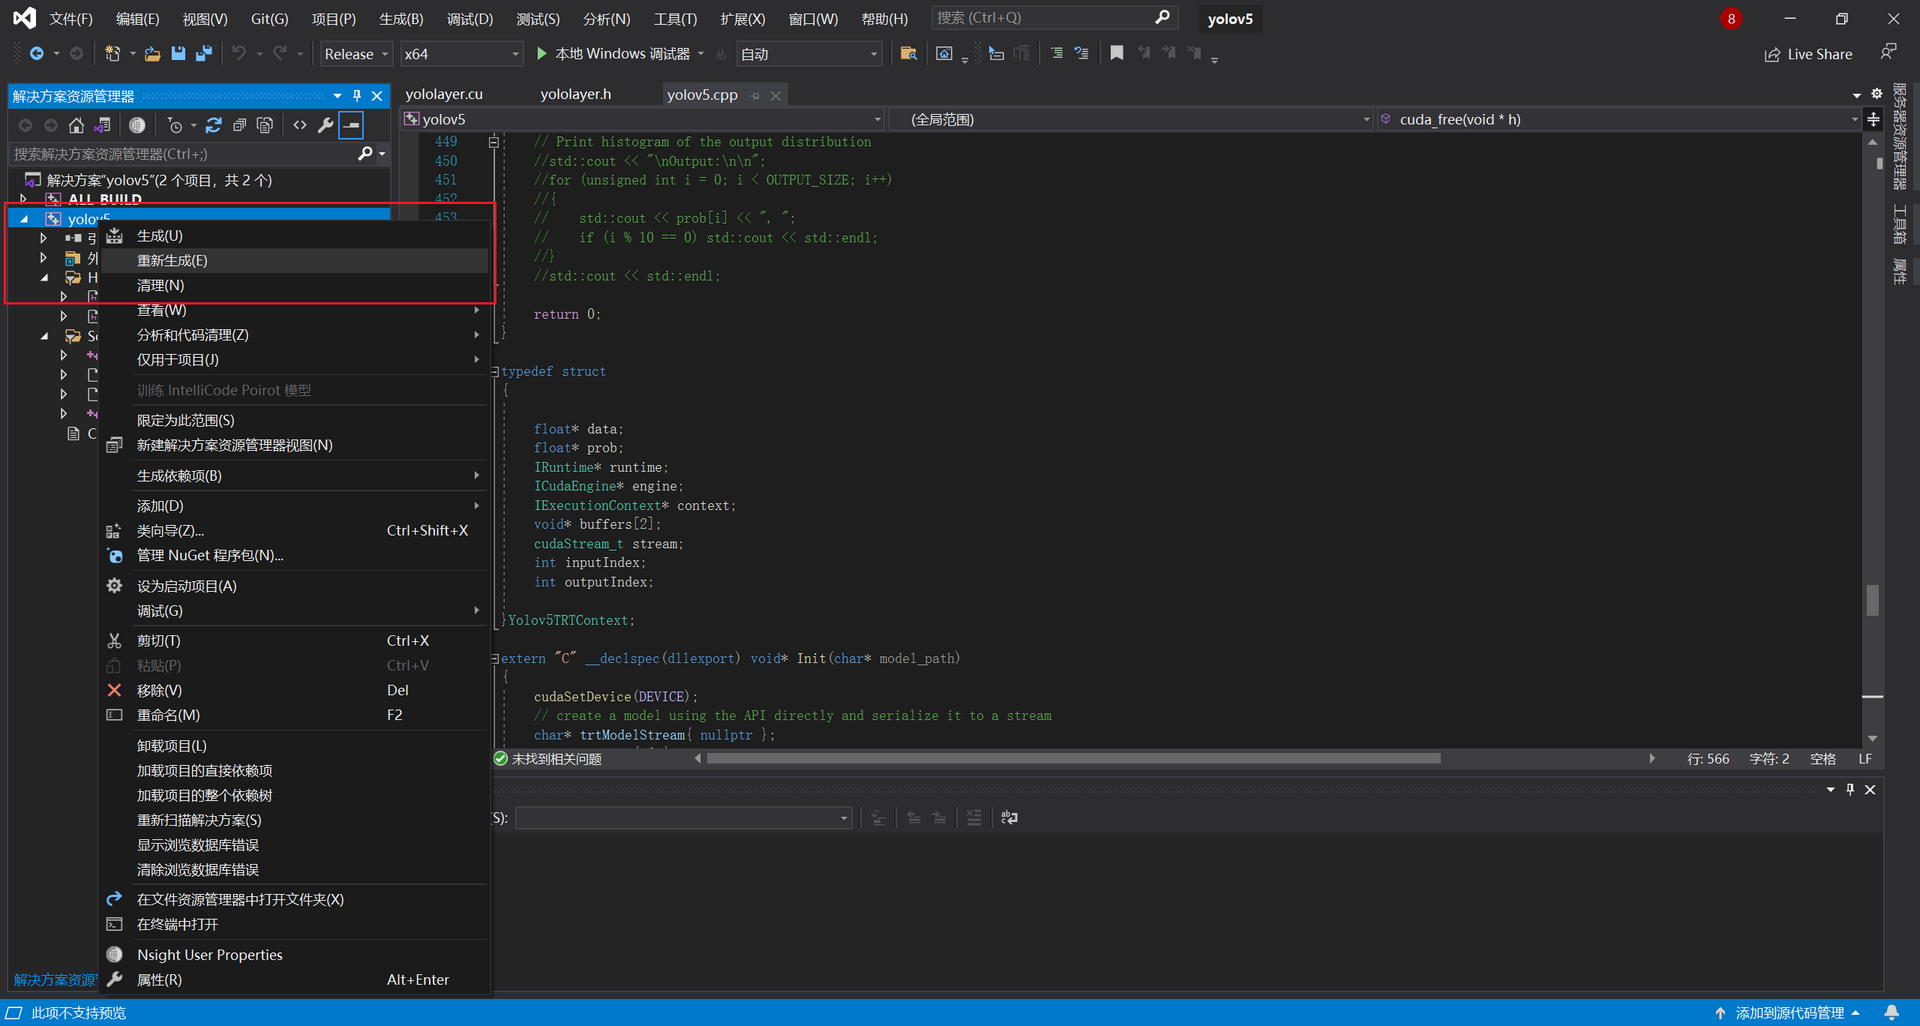 文件(F) 编辑(E) 视图(V) Git(G) 项目(P) 生成(B) 调试(D) 测试(S) 分析(N) 工具(T) 扩展(X) 窗口(W) 帮助(H) 搜索 (Ctrl+Q) yolov5 8
Release x64 本地 Windows 调试器 自动 Live Share
解决方案资源管理器
搜索解决方案资源管理器(Ctrl+;)
解决方案"yolov5"(2 个项目，共 2 个)
ALL_BUILD
yolov5
引
外
H
So
C
解决方案资源管
生成(U)
重新生成(E)
清理(N)
查看(W)
分析和代码清理(Z)
仅用于项目(J)
训练 IntelliCode Poirot 模型
限定为此范围(S)
新建解决方案资源管理器视图(N)
生成依赖项(B)
添加(D)
类向导(Z)... Ctrl+Shift+X
管理 NuGet 程序包(N)...
设为启动项目(A)
调试(G)
剪切(T) Ctrl+X
粘贴(P) Ctrl+V
移除(V) Del
重命名(M) F2
卸载项目(L)
加载项目的直接依赖项
加载项目的整个依赖树
重新扫描解决方案(S)
显示浏览数据库错误
清除浏览数据库错误
在文件资源管理器中打开文件夹(X)
在终端中打开
Nsight User Properties
属性(R) Alt+Enter
yololayer.cu yololayer.h yolov5.cpp
yolov5 (全局范围) cuda_free(void * h)
449 // Print histogram of the output distribution
450 //std::cout << "\nOutput:\n\n";
451 //for (unsigned int i = 0; i < OUTPUT_SIZE; i++)
452 //{
453 // std::cout << prob[i] << ", ";
// if (i % 10 == 0) std::cout << std::endl;
//}
//std::cout << std::endl;
return 0;
}
typedef struct
{
float* data;
float* prob;
IRuntime* runtime;
ICudaEngine* engine;
IExecutionContext* context;
void* buffers[2];
cudaStream_t stream;
int inputIndex;
int outputIndex;
}Yolov5TRTContext;
extern "C" __declspec(dllexport) void* Init(char* model_path)
{
cudaSetDevice(DEVICE);
// create a model using the API directly and serialize it to a stream
char* trtModelStream{ nullptr };
未找到相关问题 行: 566 字符: 2 空格 LF
(S):
服务器资源管理器
工具箱
属性
此项不支持预览 添加到源代码管理